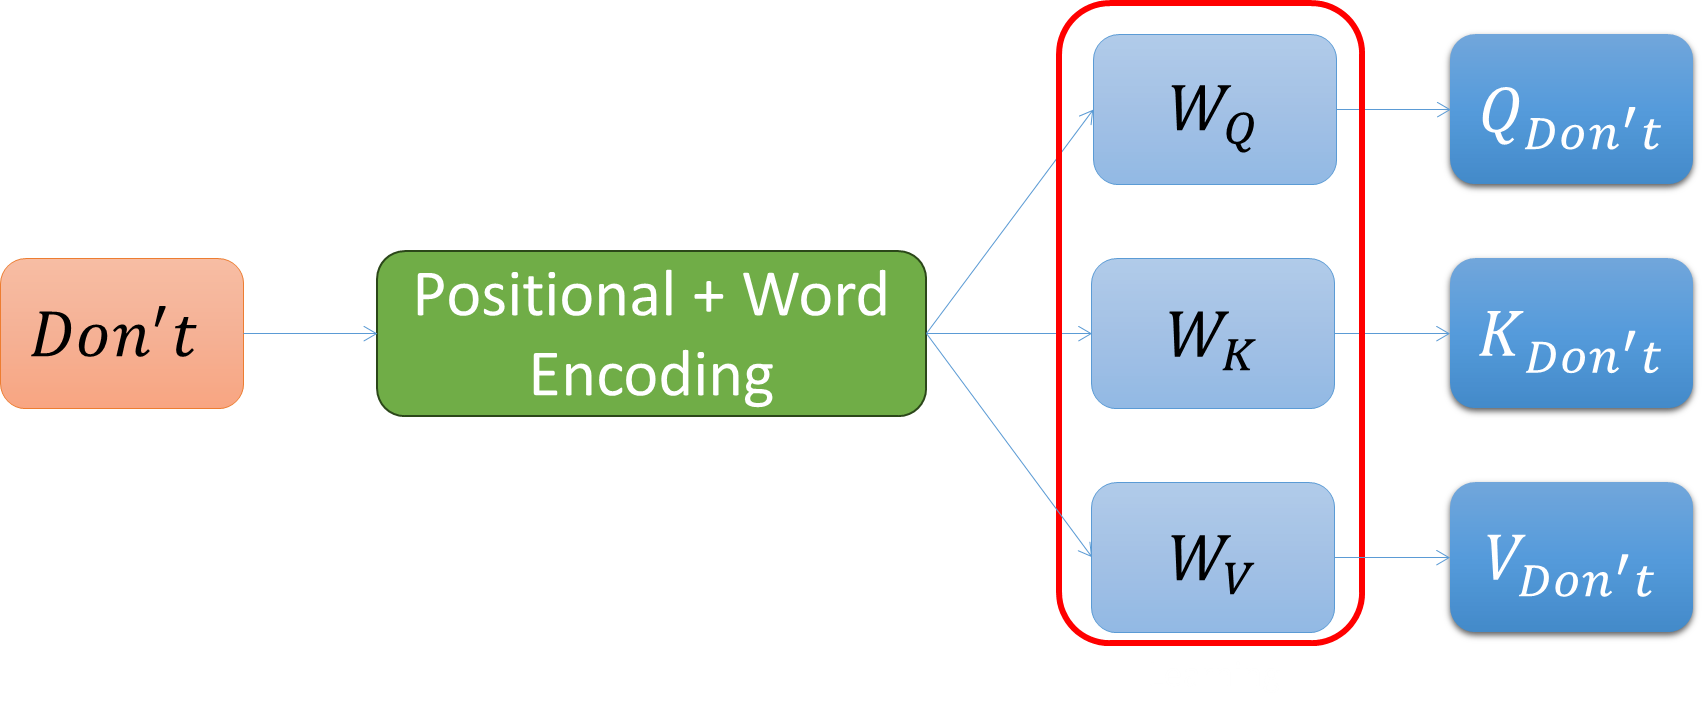 Don't
Positional + Word
Encoding
W_Q
W_K
W_V
Q_Don't
K_Don't
V_Don't